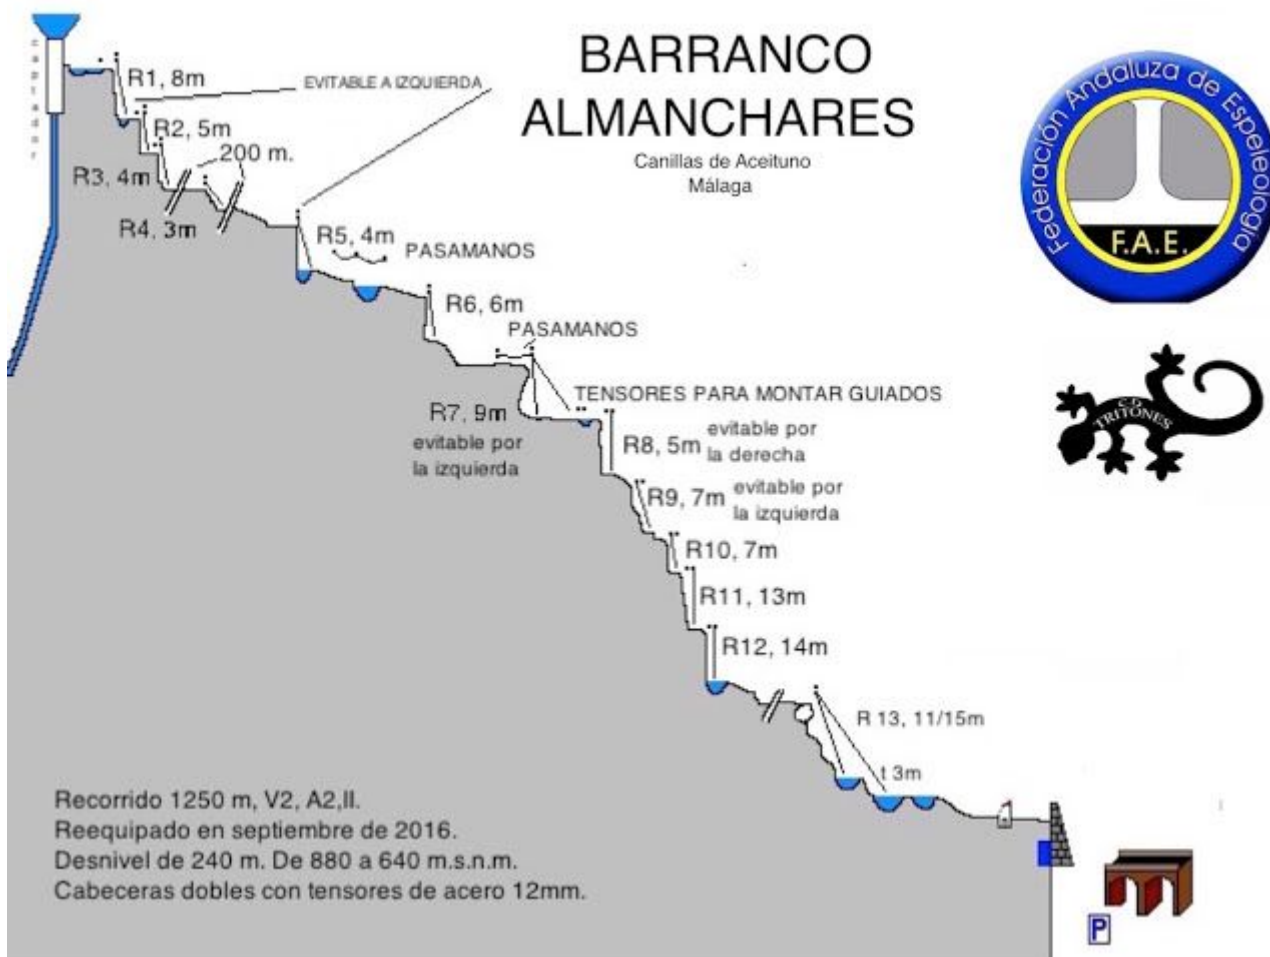 BARRANCO
ALMANCHARES
Canillas de Aceituno
Málaga
Federación Andaluza de Espeleología
F.A.E.
C.D.
TRITONES
captador
R1, 8m
EVITABLE A IZQUIERDA
R2, 5m
200 m.
R3, 4m
R4, 3m
R5, 4m
PASAMANOS
R6, 6m
PASAMANOS
TENSORES PARA MONTAR GUIADOS
R7, 9m
evitable por
la izquierda
R8, 5m
evitable por
la derecha
R9, 7m
evitable por
la izquierda
R10, 7m
R11, 13m
R12, 14m
R 13, 11/15m
t 3m
Recorrido 1250 m, V2, A2,II.
Reequipado en septiembre de 2016.
Desnivel de 240 m. De 880 a 640 m.s.n.m.
Cabeceras dobles con tensores de acero 12mm.
P